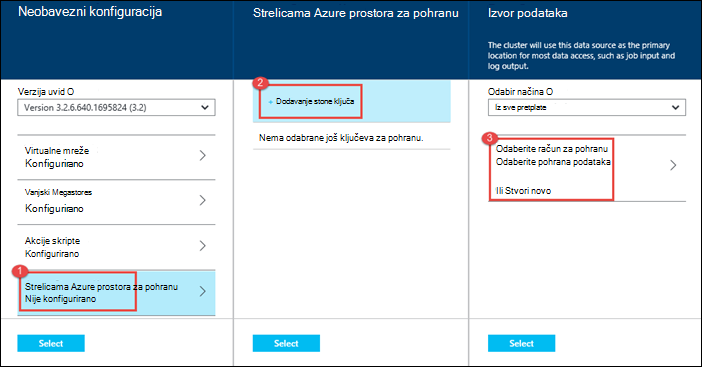 Neobavezni konfiguracija
Verzija uvid O
Version 3.2.6.640.1695824 (3.2)
Virtualne mreže
Konfigurirano
Vanjski Megastores
Konfigurirano
Akcije skripte
Konfigurirano
1
Strelicama Azure prostora za pohranu
Nije konfigurirano
Select
Strelicama Azure prostora za pohranu
2
+ Dodavanje stone ključa
Nema odabrane još ključeva za pohranu.
Select
Izvor podataka
The cluster will use this data source as the primary
location for most data access, such as job input and
log output.
Odabir načina O
Iz sve pretplate
3
Odaberite račun za pohranu
Odaberite pohrana podataka
Ili Stvori novo
Select